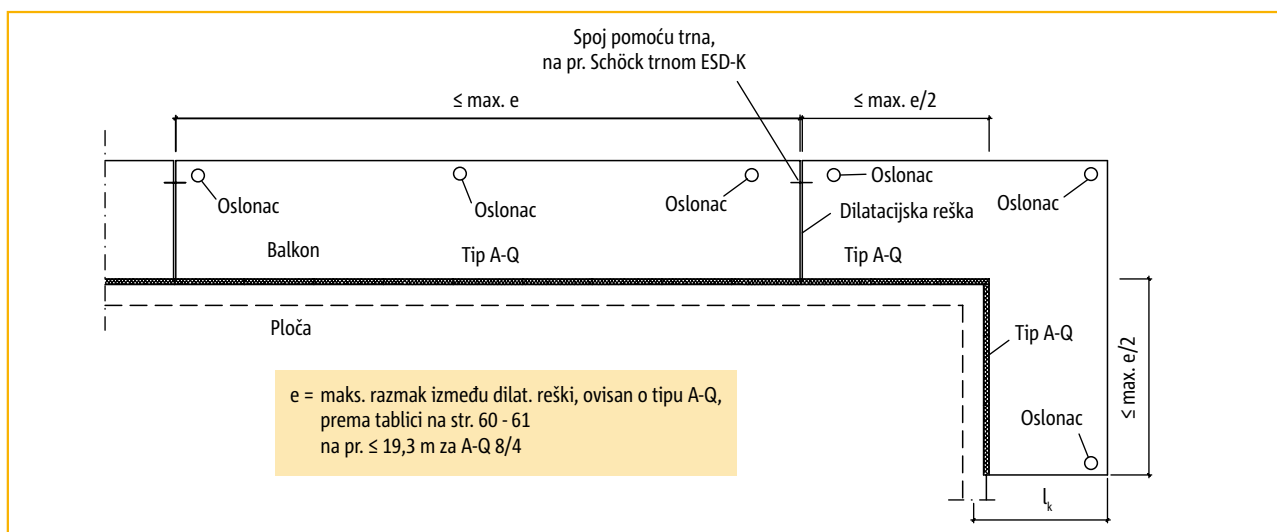 Spoj pomoću trna,
na pr. Schöck trnom ESD-K
≤ max. e
≤ max. e/2
Oslonac
Oslonac
Oslonac
Oslonac
Oslonac
Dilatacijska reška
Balkon
Tip A-Q
Tip A-Q
Ploča
Tip A-Q
≤ max. e/2
e = maks. razmak između dilat. reški, ovisan o tipu A-Q,
prema tablici na str. 60 - 61
na pr. ≤ 19,3 m za A-Q 8/4
Oslonac
lk